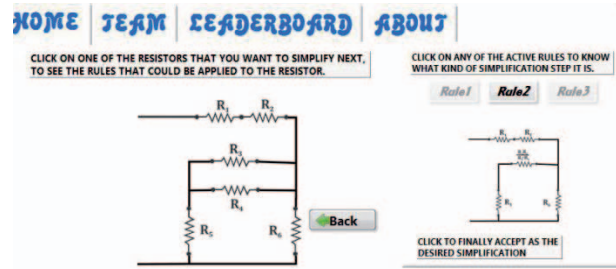 HOME TEAM LEADERBOARD ABOUT
CLICK ON ONE OF THE RESISTORS THAT YOU WANT TO SIMPLIFY NEXT,
TO SEE THE RULES THAT COULD BE APPLIED TO THE RESISTOR.
R₁ R₂
R₃
R₄
R₅ R₆
Back
CLICK ON ANY OF THE ACTIVE RULES TO KNOW
WHAT KIND OF SIMPLIFICATION STEP IT IS.
Rule1 Rule2 Rule3
CLICK TO FINALLY ACCEPT AS THE
DESIRED SIMPLIFICATION